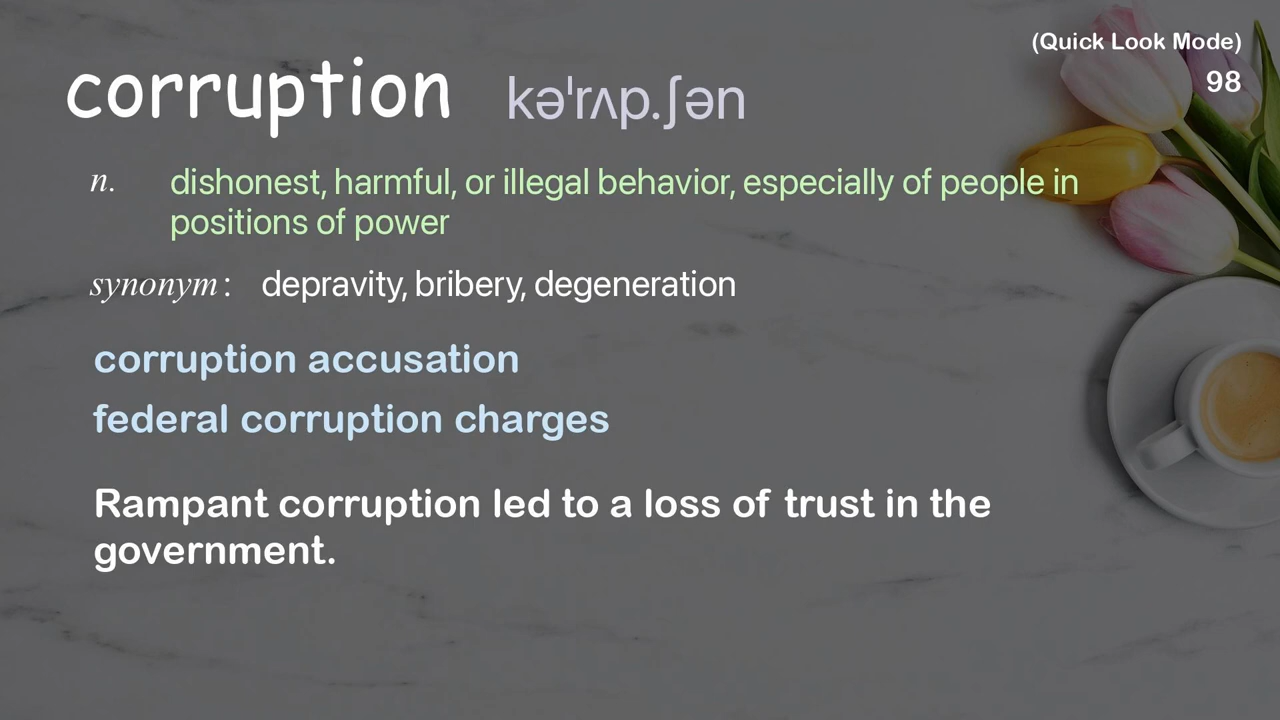 (Quick Look Mode)
98
corruption kəˈrʌp.ʃən
n. dishonest, harmful, or illegal behavior, especially of people in
positions of power
synonym : depravity, bribery, degeneration
corruption accusation
federal corruption charges
Rampant corruption led to a loss of trust in the
government.